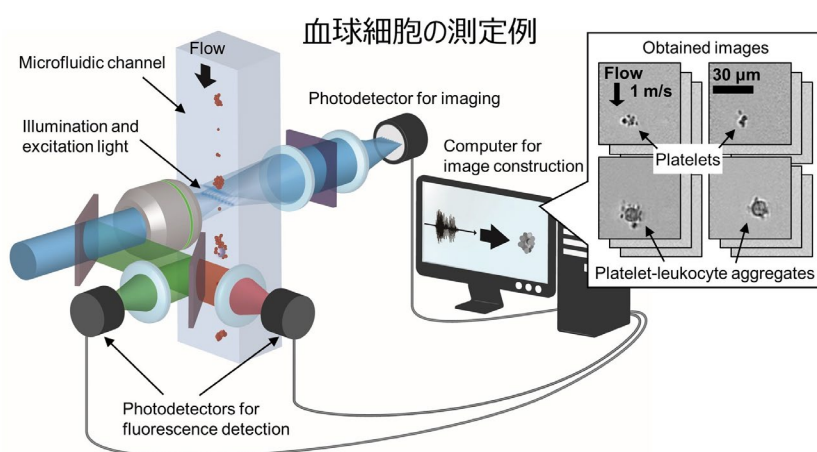 血球細胞の測定例
Flow
Microfluidic channel
Illumination and
excitation light
Photodetector for imaging
Computer for
image construction
Photodetectors for
fluorescence detection
Obtained images
Flow
1 m/s
30 µm
Platelets
Platelet-leukocyte aggregates